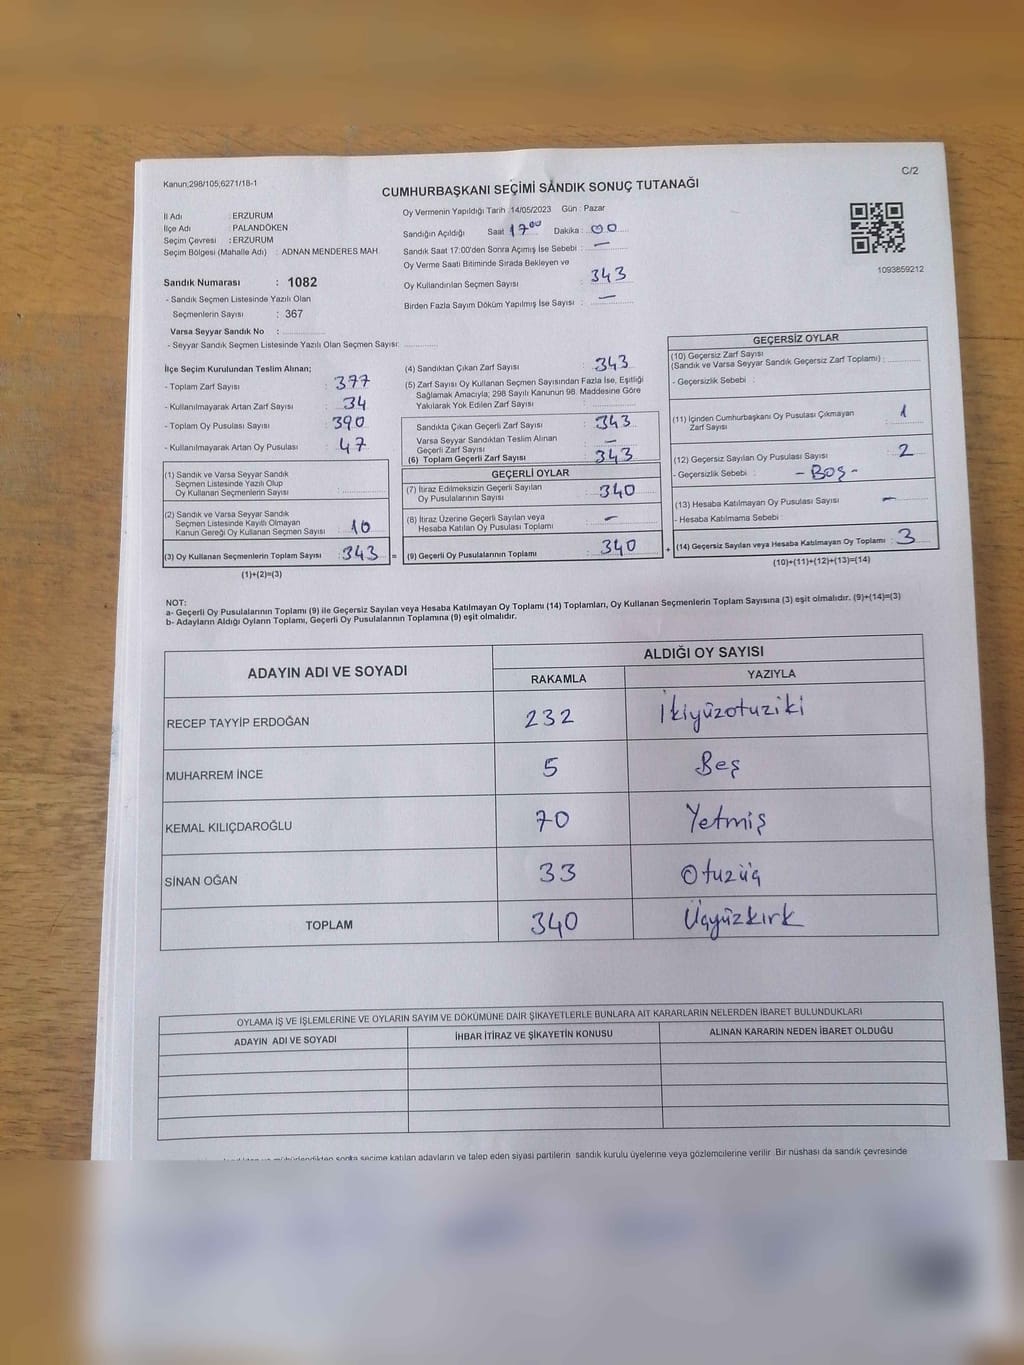 Kanun;298/105,6271/18-1
C/2
CUMHURBAŞKANI SEÇİMİ SANDIK SONUÇ TUTANAĞI
İl Adı : ERZURUM
İlçe Adı : PALANDÖKEN
Seçim Çevresi : ERZURUM
Seçim Bölgesi (Mahalle Adı) : ADNAN MENDERES MAH.
Sandık Numarası : 1082
- Sandık Seçmen Listesinde Yazılı Olan
Seçmenlerin Sayısı : 367
Varsa Seyyar Sandık No :
- Seyyar Sandık Seçmen Listesinde Yazılı Olan Seçmen Sayısı:
Oy Vermenin Yapıldığı Tarih :14/05/2023 Gün : Pazar
Sandığın Açıldığı Saat : 17 00 Dakika : 00
Sandık Saat 17:00'den Sonra Açımış İse Sebebi : —
Oy Verme Saati Bitiminde Sırada Bekleyen ve
Oy Kullandırılan Seçmen Sayısı : 343
Birden Fazla Sayım Döküm Yapılmış İse Sayısı : —
1093859212
İlçe Seçim Kurulundan Teslim Alınan;
- Toplam Zarf Sayısı : 377
- Kullanılmayarak Artan Zarf Sayısı : 34
- Toplam Oy Pusulası Sayısı : 390
- Kullanılmayarak Artan Oy Pusulası : 47
(1) Sandık ve Varsa Seyyar Sandık
Seçmen Listesinde Yazılı Olup
Oy Kullanan Seçmenlerin Sayısı :
(2) Sandık ve Varsa Seyyar Sandık
Seçmen Listesinde Kayıtlı Olmayan
Kanun Gereği Oy Kullanan Seçmen Sayısı : 10
(3) Oy Kullanan Seçmenlerin Toplam Sayısı : 343 =
(1)+(2)=(3)
(4) Sandıktan Çıkan Zarf Sayısı : 343
(5) Zarf Sayısı Oy Kullanan Seçmen Sayısından Fazla İse, Eşitliği
Sağlamak Amacıyla; 298 Sayılı Kanunun 98. Maddesine Göre
Yakılarak Yok Edilen Zarf Sayısı :
Sandıkta Çıkan Geçerli Zarf Sayısı : 343
Varsa Seyyar Sandıktan Teslim Alınan
Geçerli Zarf Sayısı : —
(6) Toplam Geçerli Zarf Sayısı : 343
GEÇERLİ OYLAR
(7) İtiraz Edilmeksizin Geçerli Sayılan
Oy Pusulalarının Sayısı : 340
(8) İtiraz Üzerine Geçerli Sayılan veya
Hesaba Katılan Oy Pusulası Toplamı : —
(9) Geçerli Oy Pusulalarının Toplamı : 340 +
GEÇERSİZ OYLAR
(10) Geçersiz Zarf Sayısı
(Sandık ve Varsa Seyyar Sandık Geçersiz Zarf Toplamı) :
- Geçersizlik Sebebi :
(11) İçinden Cumhurbaşkanı Oy Pusulası Çıkmayan
Zarf Sayısı : 1
(12) Geçersiz Sayılan Oy Pusulası Sayısı : 2
- Geçersizlik Sebebi : - BOŞ -
(13) Hesaba Katılmayan Oy Pusulası Sayısı : —
- Hesaba Katılmama Sebebi :
(14) Geçersiz Sayılan veya Hesaba Katılmayan Oy Toplamı : 3
(10)+(11)+(12)+(13)=(14)
NOT:
a- Geçerli Oy Pusulalarının Toplamı (9) ile Geçersiz Sayılan veya Hesaba Katılmayan Oy Toplamı (14) Toplamları, Oy Kullanan Seçmenlerin Toplam Sayısına (3) eşit olmalıdır. (9)+(14)=(3)
b- Adayların Aldığı Oyların Toplamı, Geçerli Oy Pusulalarının Toplamına (9) eşit olmalıdır.
ADAYIN ADI VE SOYADI
ALDIĞI OY SAYISI
RAKAMLA YAZIYLA
RECEP TAYYİP ERDOĞAN 232 İkiyüzotuziki
MUHARREM İNCE 5 Beş
KEMAL KILIÇDAROĞLU 70 Yetmiş
SİNAN OĞAN 33 Otuzüç
TOPLAM 340 Üçyüzkırk
OYLAMA İŞ VE İŞLEMLERİNE VE OYLARIN SAYIM VE DÖKÜMÜNE DAİR ŞİKAYETLERLE BUNLARA AİT KARARLARIN NELERDEN İBARET BULUNDUKLARI
ADAYIN ADI VE SOYADI İHBAR İTİRAZ VE ŞİKAYETİN KONUSU ALINAN KARARIN NEDEN İBARET OLDUĞU
mühürlendikten sonra seçime katılan adayların ve talep eden siyasi partilerin sandık kurulu üyelerine veya gözlemcilerine verilir. Bir nüshası da sandık çevresinde